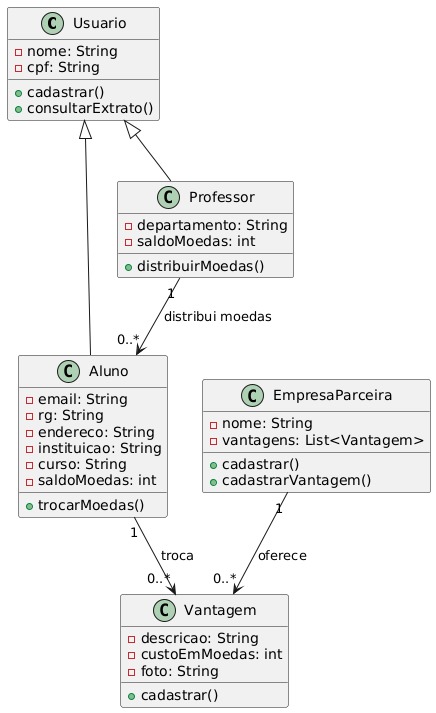 C Usuario
nome: String
cpf: String
cadastrar()
consultarExtrato()
C Professor
departamento: String
saldoMoedas: int
distribuirMoedas()
1
distribui moedas
0..*
C Aluno
email: String
rg: String
endereco: String
instituicao: String
curso: String
saldoMoedas: int
trocarMoedas()
C EmpresaParceira
nome: String
vantagens: List<Vantagem>
cadastrar()
cadastrarVantagem()
1
troca
0..*
1
oferece
0..*
C Vantagem
descricao: String
custoEmMoedas: int
foto: String
cadastrar()